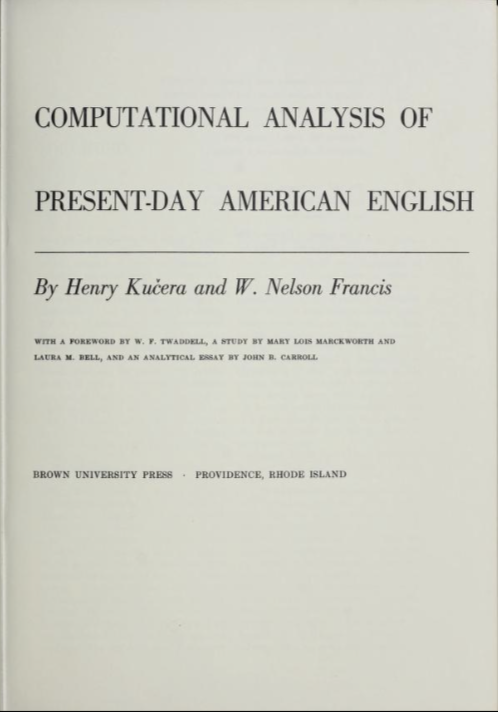 COMPUTATIONAL ANALYSIS OF
PRESENT-DAY AMERICAN ENGLISH
By Henry Kučera and W. Nelson Francis
WITH A FOREWORD BY W. F. TWADDELL, A STUDY BY MARY LOIS MARCKWORTH AND
LAURA M. BELL, AND AN ANALYTICAL ESSAY BY JOHN B. CARROLL
BROWN UNIVERSITY PRESS · PROVIDENCE, RHODE ISLAND